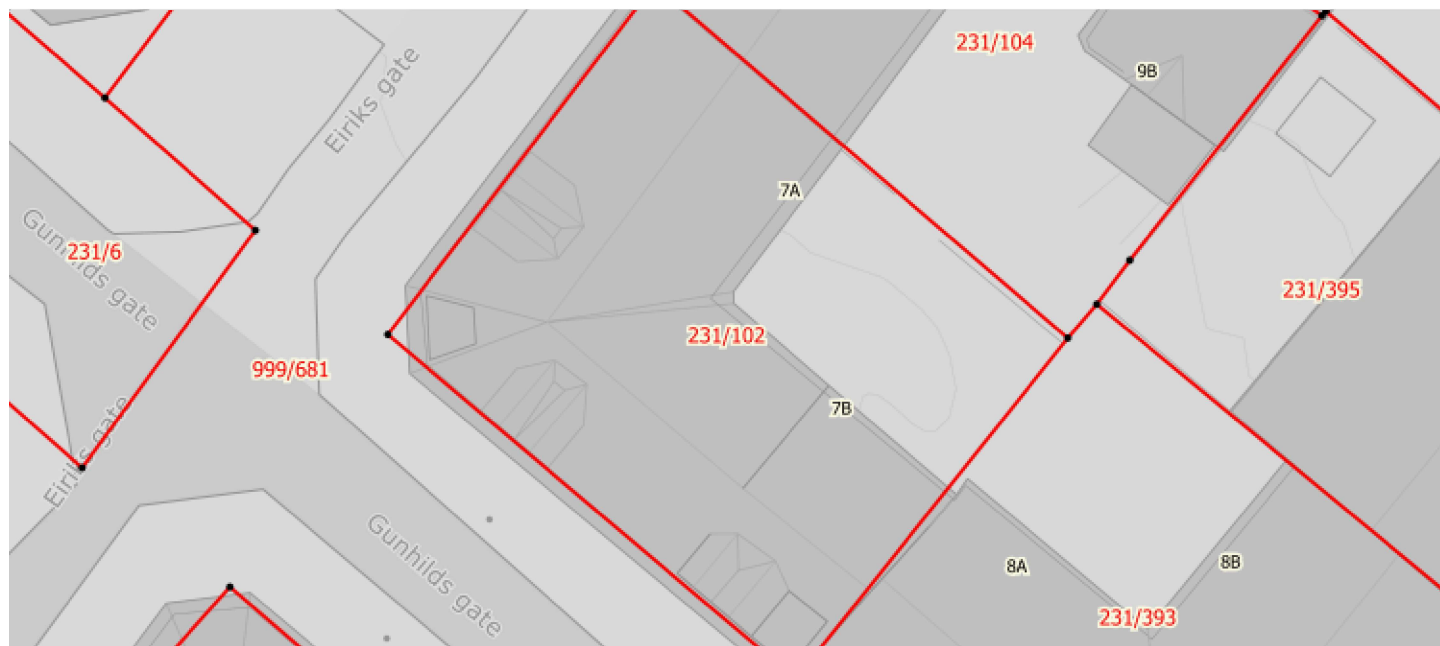 231/104
9B
Eiriks gate
7A
Gunhilds gate
231/6
231/395
231/102
999/681
7B
Eiriks gate
Gunhilds gate
8A
8B
231/393